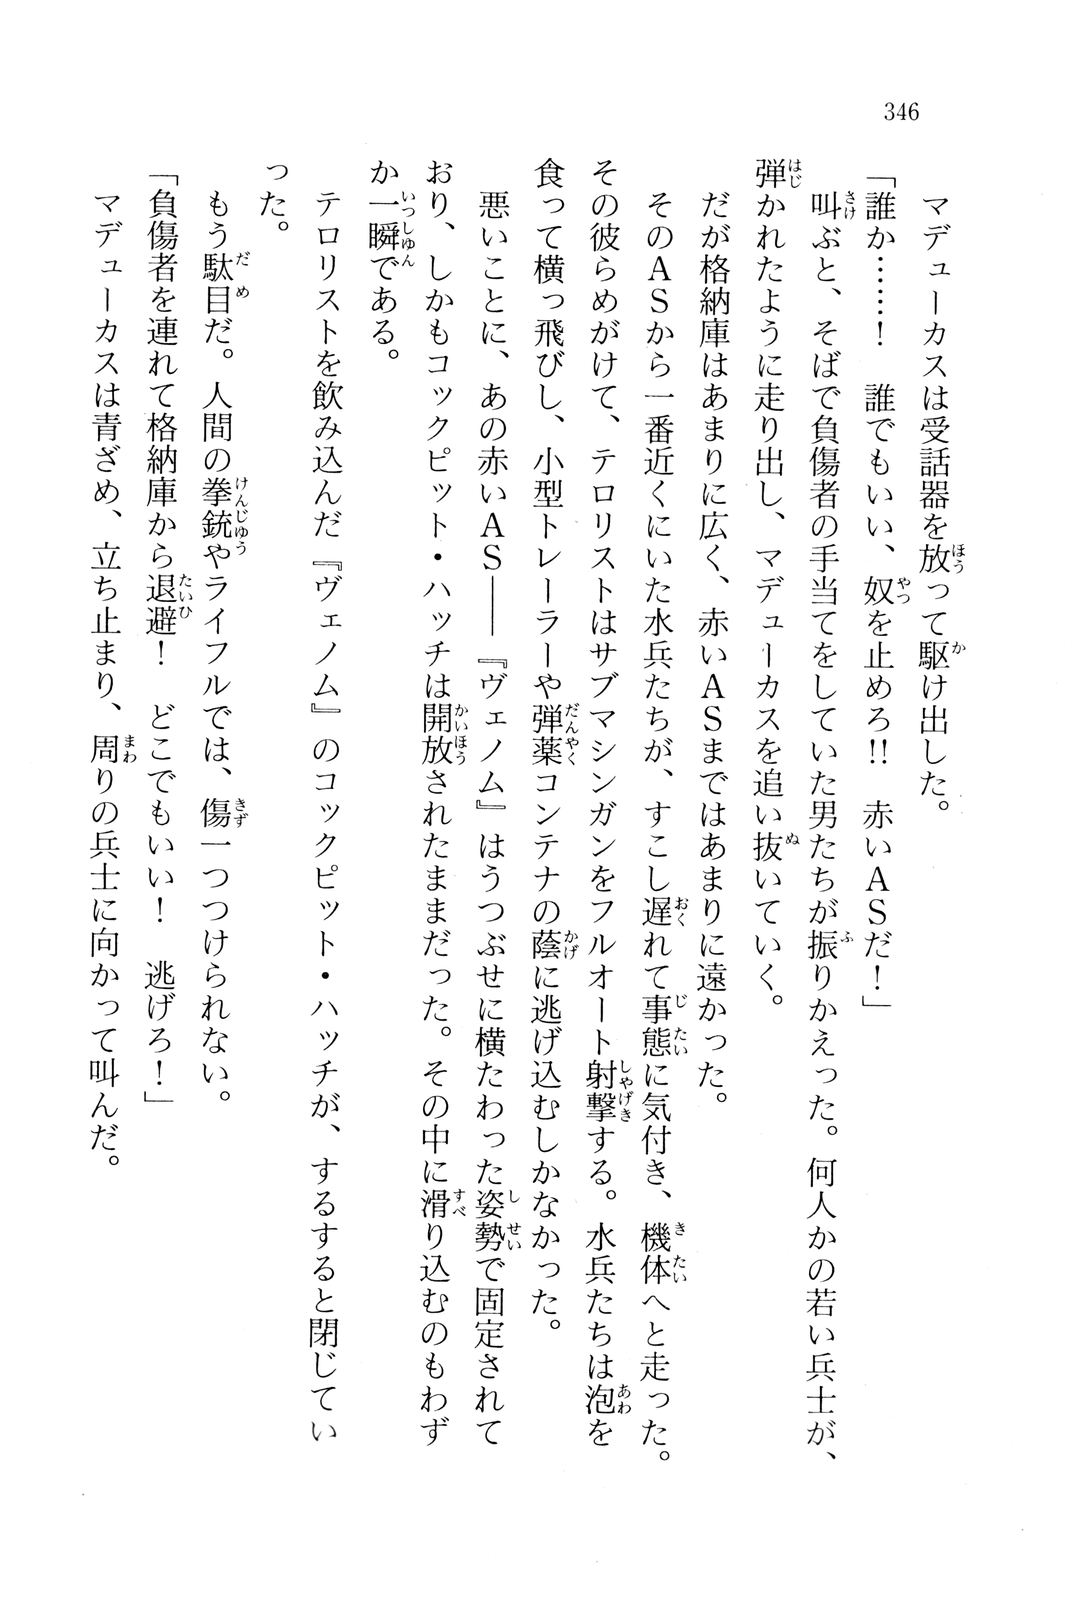 346
　マデューカスは受話器を放って駆け出した。
「誰か……！　誰でもいい、奴を止めろ!!　赤いＡＳだ！」
　叫ぶと、そばで負傷者の手当てをしていた男たちが振りかえった。何人かの若い兵士が、
弾かれたように走り出し、マデューカスを追い抜いていく。
　だが格納庫はあまりに広く、赤いＡＳまではあまりに遠かった。
　そのＡＳから一番近くにいた水兵たちが、すこし遅れて事態に気付き、機体へと走った。
その彼らめがけて、テロリストはサブマシンガンをフルオート射撃する。水兵たちは泡を
食って横っ飛びし、小型トレーラーや弾薬コンテナの蔭に逃げ込むしかなかった。
　悪いことに、あの赤いＡＳ――『ヴェノム』はうつぶせに横たわった姿勢で固定されて
おり、しかもコックピット・ハッチは開放されたままだった。その中に滑り込むのもわず
か一瞬である。
　テロリストを飲み込んだ『ヴェノム』のコックピット・ハッチが、するすると閉じてい
った。
　もう駄目だ。人間の拳銃やライフルでは、傷一つつけられない。
「負傷者を連れて格納庫から退避！　どこでもいい！　逃げろ！」
　マデューカスは青ざめ、立ち止まり、周りの兵士に向かって叫んだ。